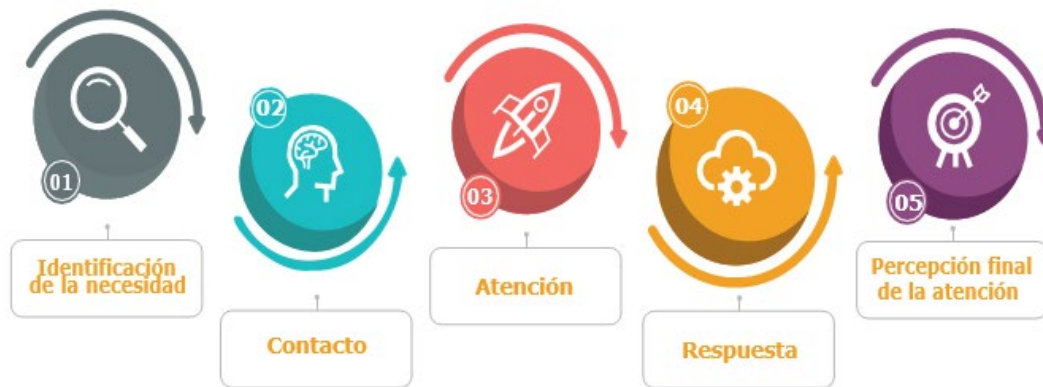 01
Identificación
de la necesidad
02
Contacto
03
Atención
04
Respuesta
05
Percepción final
de la atención